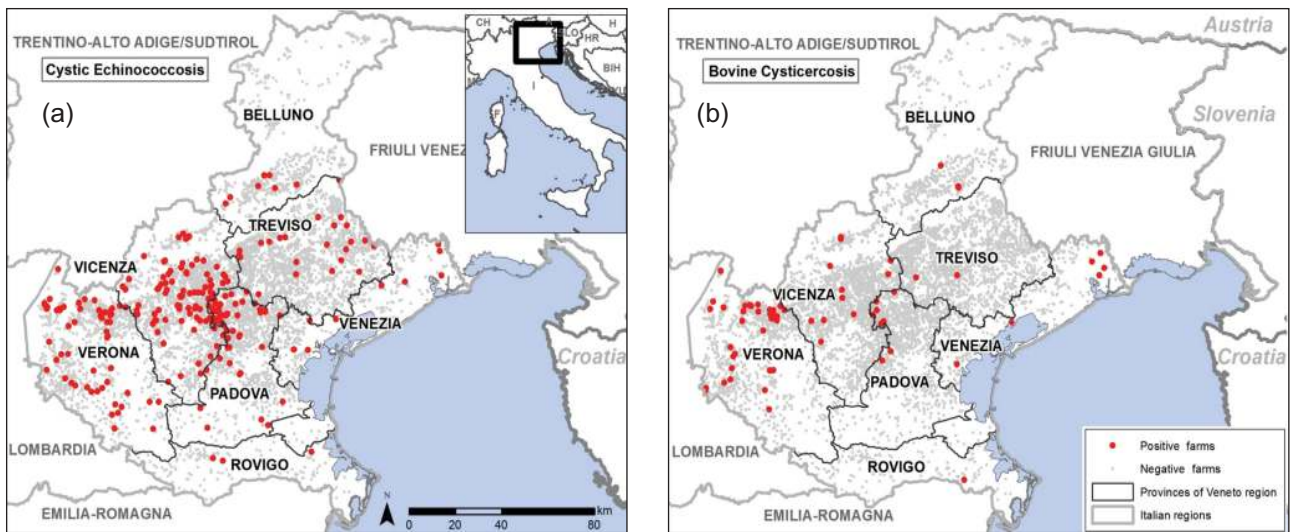 CH
A
H
TRENTINO-ALTO ADIGE/SUDTIROL
SLO
HR
Cystic Echinococcosis
BIH
(a)
I
F
BELLUNO
FRIULI VENEZ
TREVISO
VICENZA
VENEZIA
VERONA
PADOVA
LOMBARDIA
ROVIGO
N
EMILIA-ROMAGNA
0 20 40 80
km
Austria
TRENTINO-ALTO ADIGE/SUDTIROL
Bovine Cysticercosis
(b)
BELLUNO
Slovenia
FRIULI VENEZIA GIULIA
TREVISO
VICENZA
VENEZIA
VERONA
Croatia
PADOVA
LOMBARDIA
ROVIGO
EMILIA-ROMAGNA
Positive farms
Negative farms
Provinces of Veneto region
Italian regions
Croatia